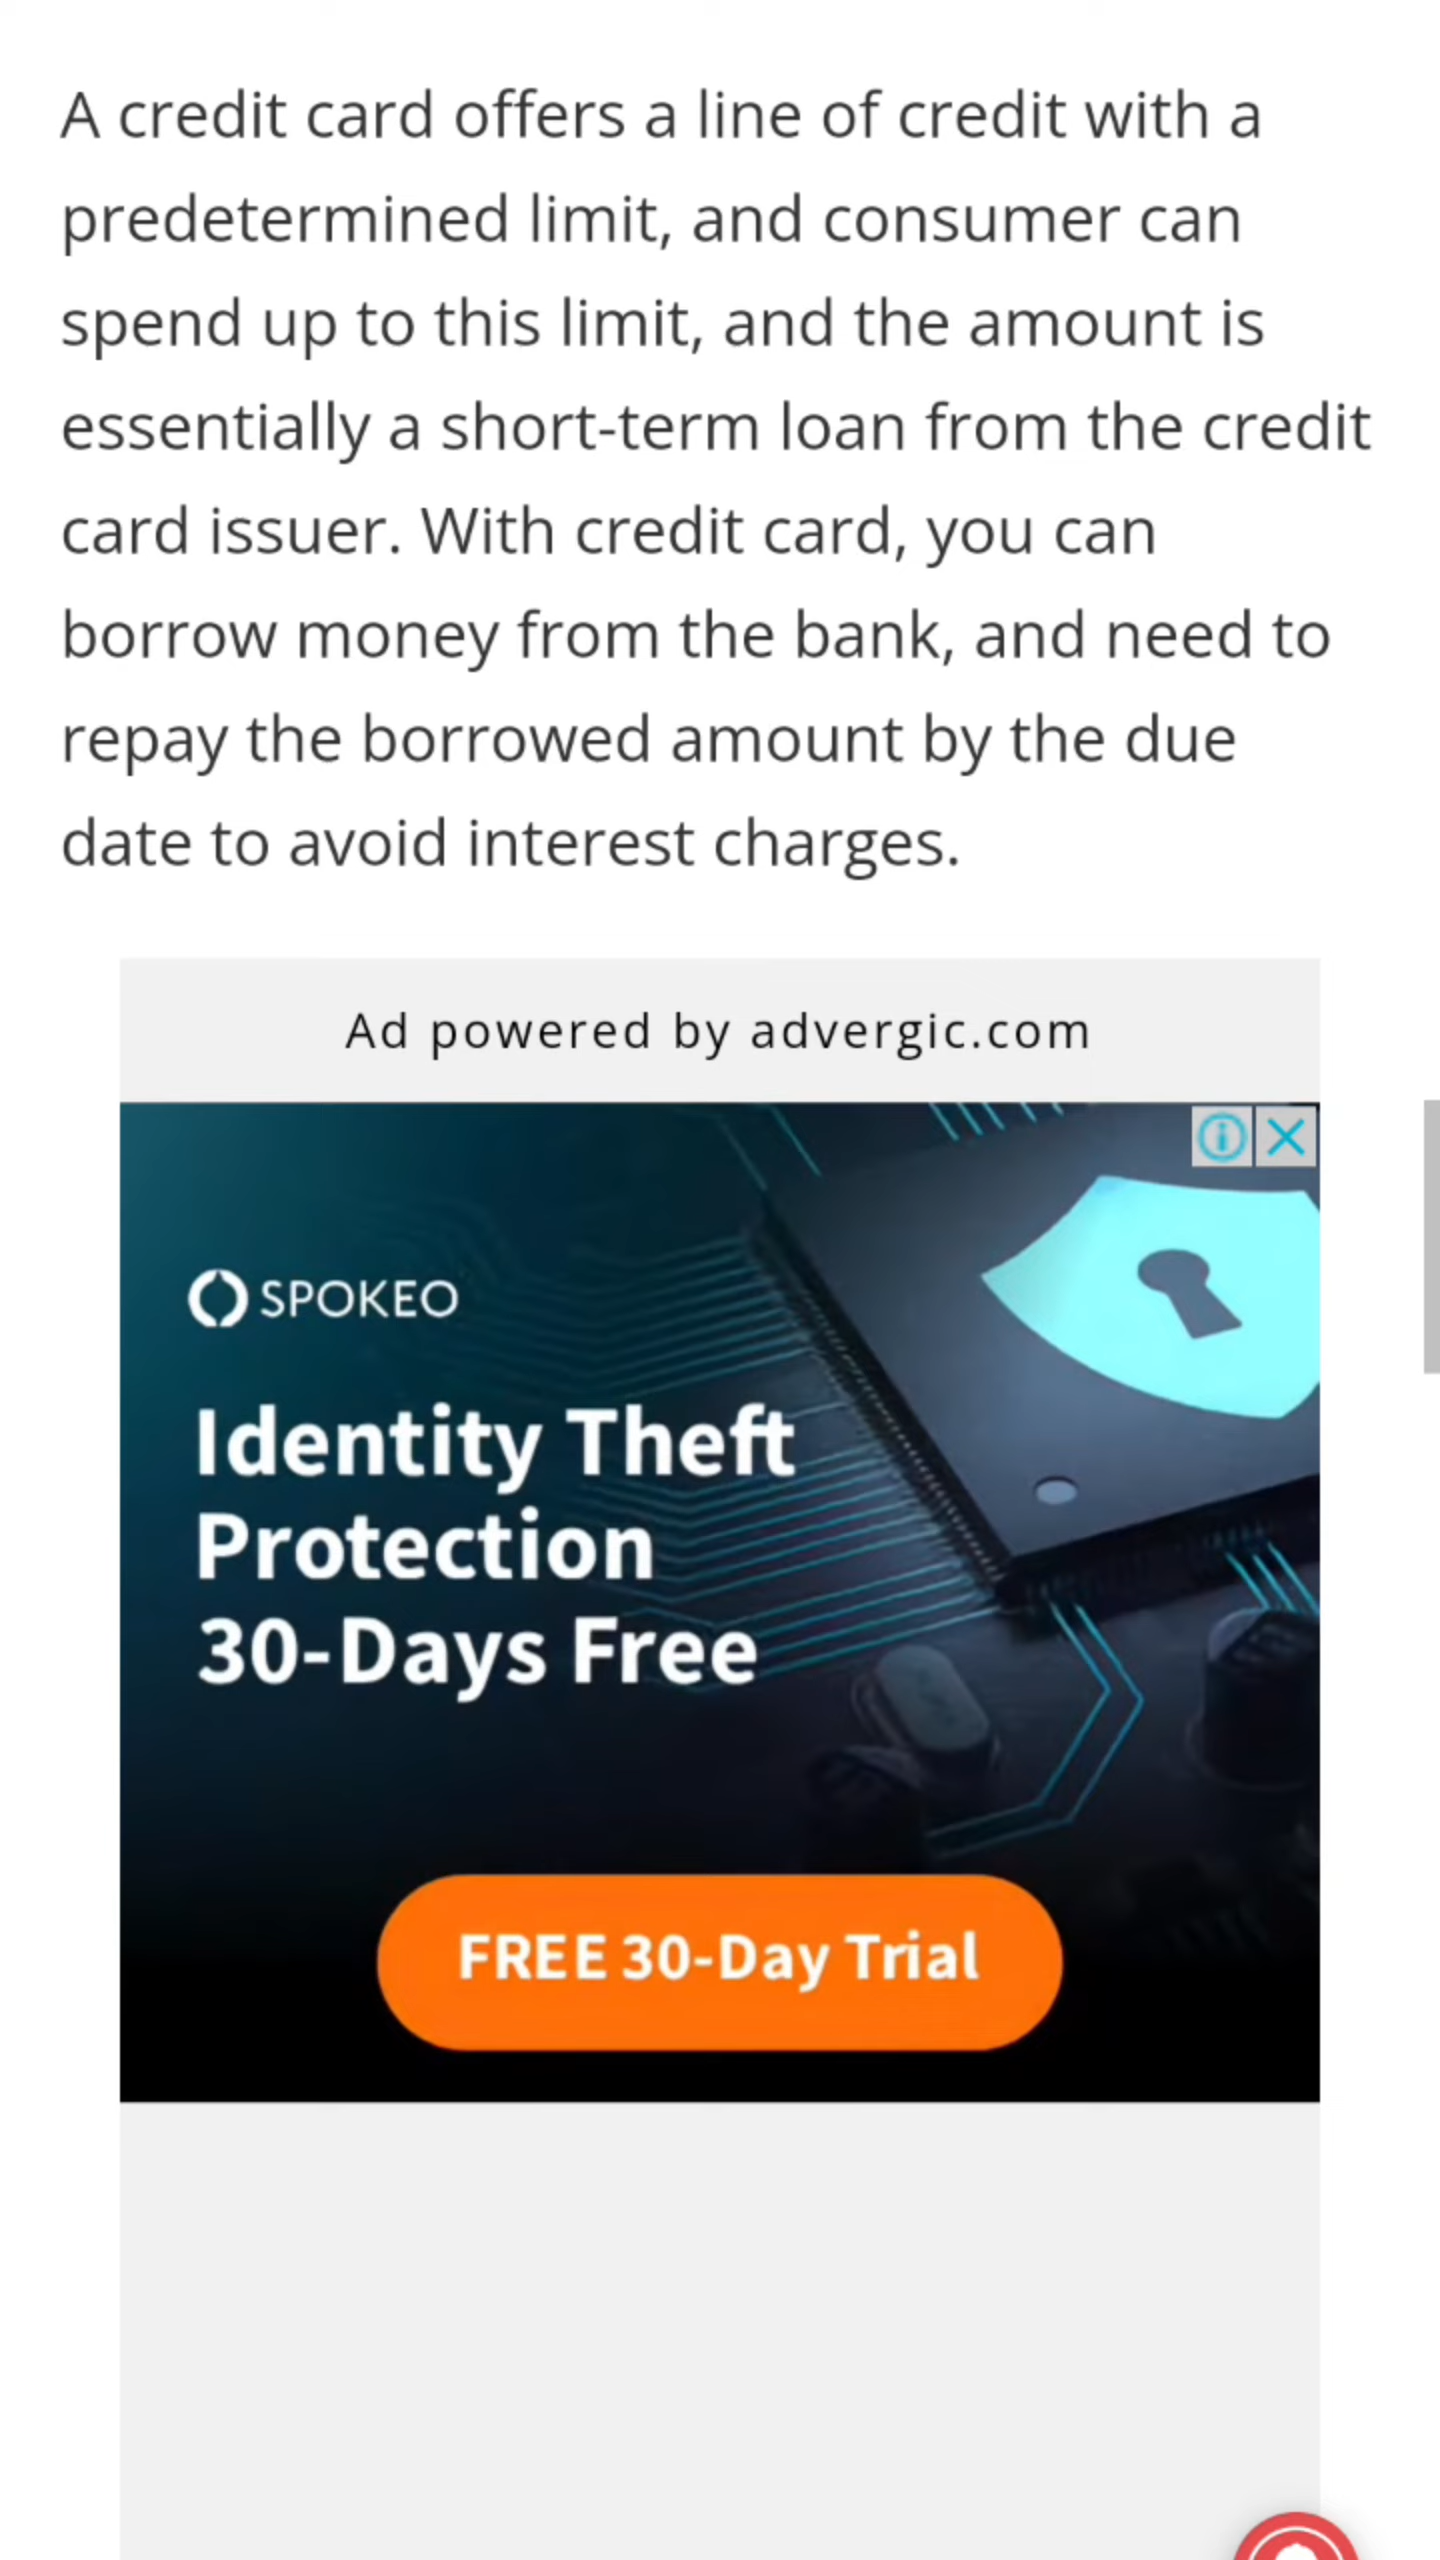 A credit card offers a line of credit with a
predetermined limit, and consumer can
spend up to this limit, and the amount is
essentially a short-term loan from the credit
card issuer. With credit card, you can
borrow money from the bank, and need to
repay the borrowed amount by the due
date to avoid interest charges.
Ad powered by advergic.com
SPOKEO
Identity Theft
Protection
30-Days Free
FREE 30-Day Trial